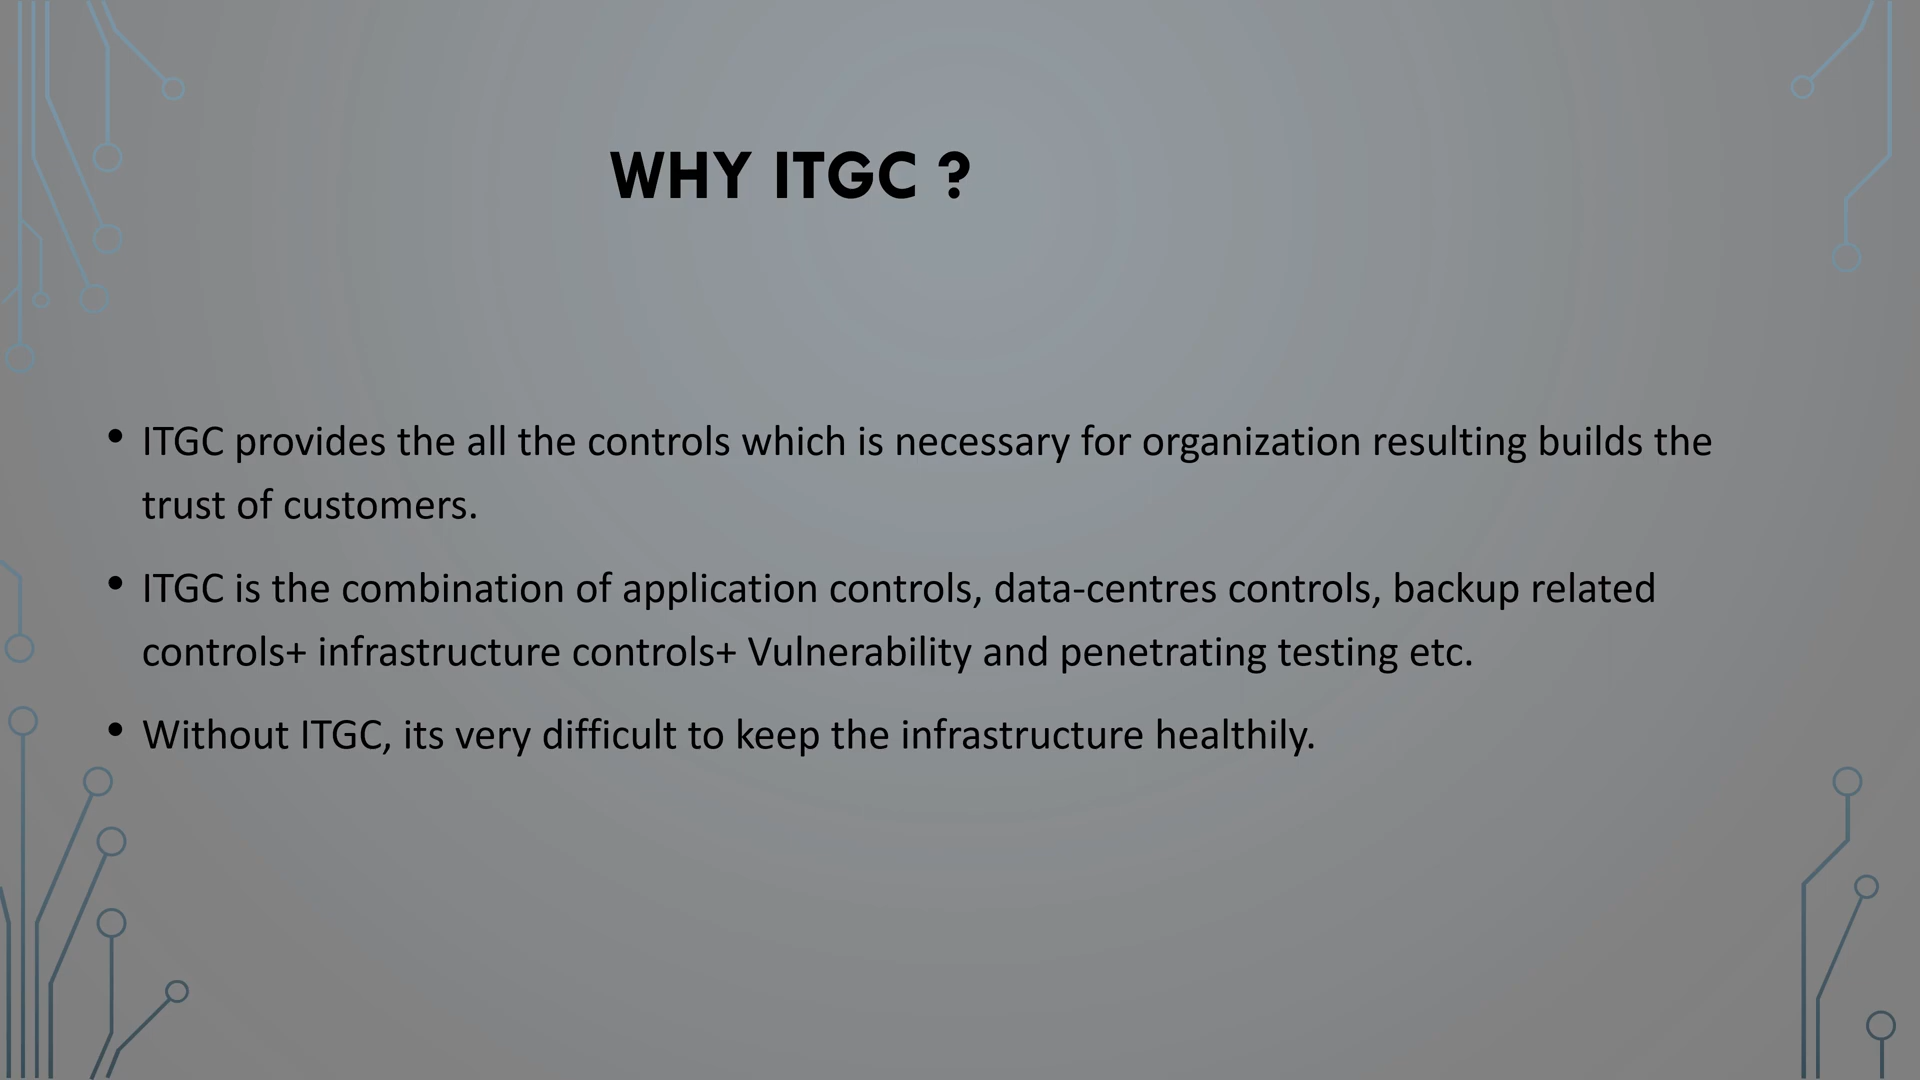 WHY ITGC ?
• ITGC provides the all the controls which is necessary for organization resulting builds the
trust of customers.
• ITGC is the combination of application controls, data-centres controls, backup related
controls+ infrastructure controls+ Vulnerability and penetrating testing etc.
• Without ITGC, its very difficult to keep the infrastructure healthily.